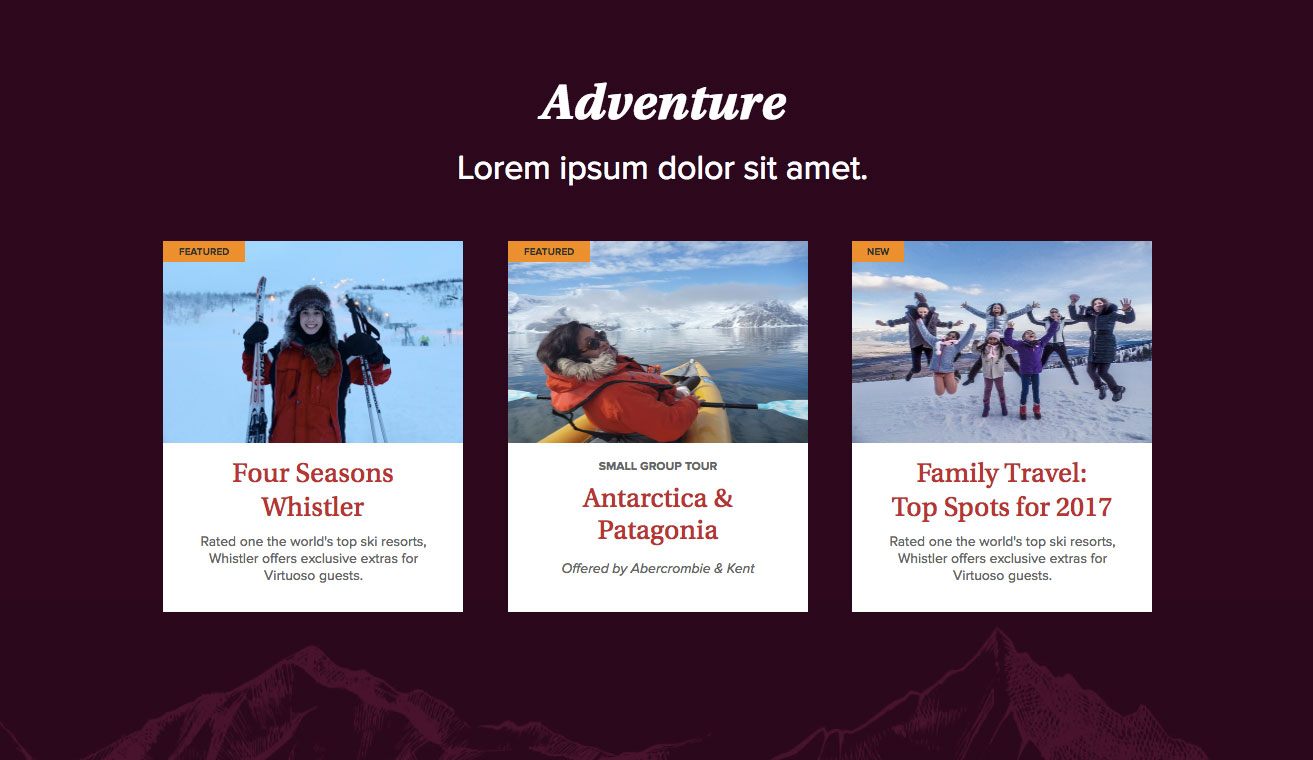 Adventure
Lorem ipsum dolor sit amet.
FEATURED
Four Seasons
Whistler
Rated one the world's top ski resorts,
Whistler offers exclusive extras for
Virtuoso guests.
FEATURED
SMALL GROUP TOUR
Antarctica &
Patagonia
Offered by Abercrombie & Kent
NEW
Family Travel:
Top Spots for 2017
Rated one the world's top ski resorts,
Whistler offers exclusive extras for
Virtuoso guests.